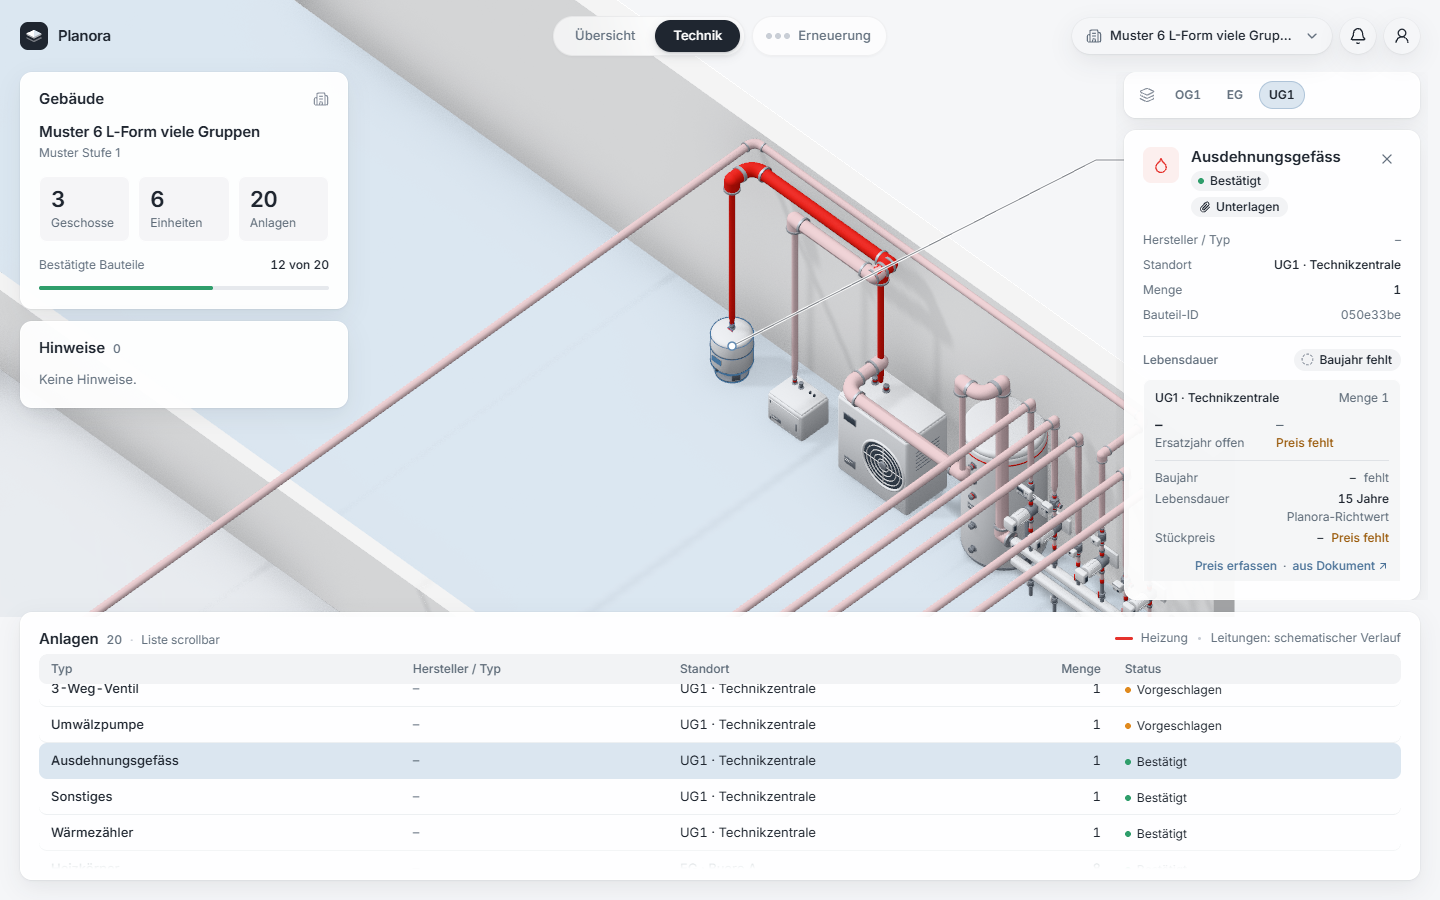 Planora
Übersicht
Technik
Erneuerung
Muster 6 L-Form viele Grup...
Gebäude
Muster 6 L-Form viele Gruppen
Muster Stufe 1
3
Geschosse
6
Einheiten
20
Anlagen
Bestätigte Bauteile
12 von 20
Hinweise 0
Keine Hinweise.
OG1
EG
UG1
Ausdehnungsgefäss
Bestätigt
Unterlagen
Hersteller / Typ –
Standort UG1 · Technikzentrale
Menge 1
Bauteil-ID 050e33be
Lebensdauer Baujahr fehlt
UG1 · Technikzentrale Menge 1
– –
Ersatzjahr offen Preis fehlt
Baujahr – fehlt
Lebensdauer 15 Jahre
Planora-Richtwert
Stückpreis – Preis fehlt
Preis erfassen · aus Dokument ↗
Anlagen 20 · Liste scrollbar
Heizung • Leitungen: schematischer Verlauf
Typ Hersteller / Typ Standort Menge Status
3-Weg-Ventil – UG1 · Technikzentrale 1 Vorgeschlagen
Umwälzpumpe – UG1 · Technikzentrale 1 Vorgeschlagen
Ausdehnungsgefäss – UG1 · Technikzentrale 1 Bestätigt
Sonstiges – UG1 · Technikzentrale 1 Bestätigt
Wärmezähler – UG1 · Technikzentrale 1 Bestätigt